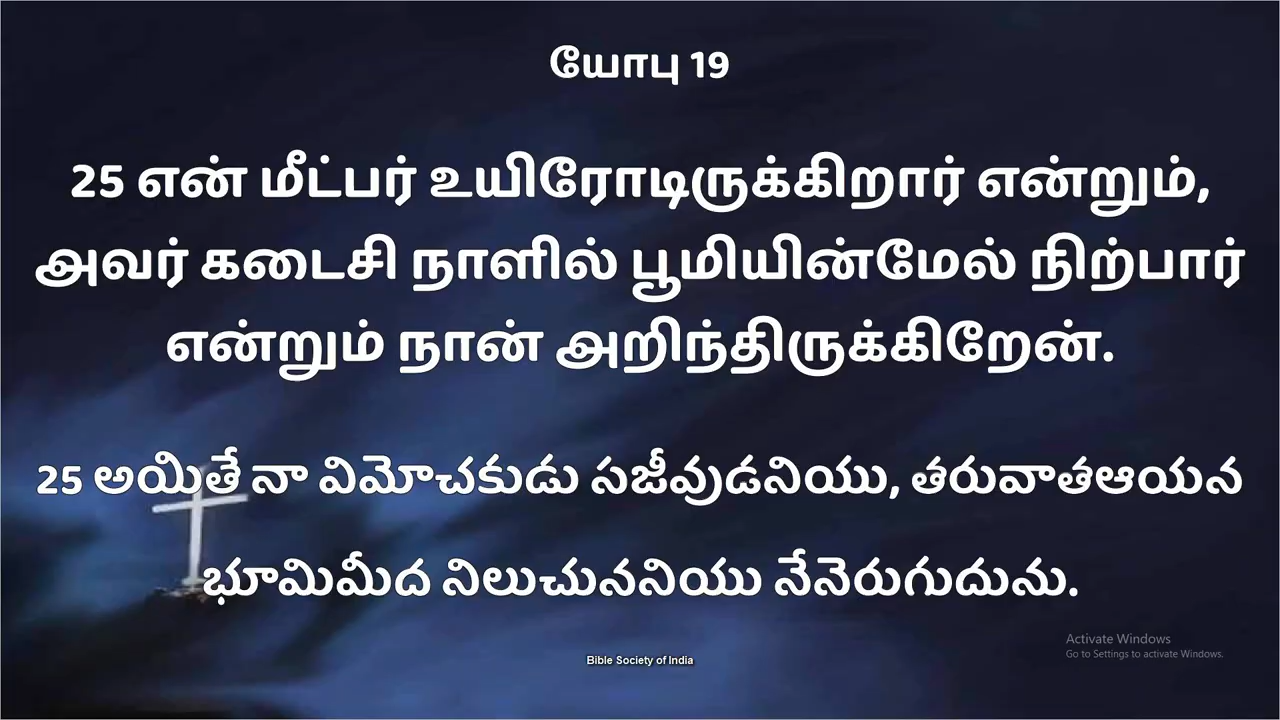 யோபு 19
25 என் மீட்பர் உயிரோடிருக்கிறார் என்றும்,
அவர் கடைசி நாளில் பூமியின்மேல் நிற்பார்
என்றும் நான் அறிந்திருக்கிறேன்.
25 అయితే నా విమోచకుడు సజీవుడనియు, తరువాతఆయన
భూమిమీద నిలుచుననియు నేనెరుగుదును.
Activate Windows
Go to Settings to activate Windows.
Bible Society of India